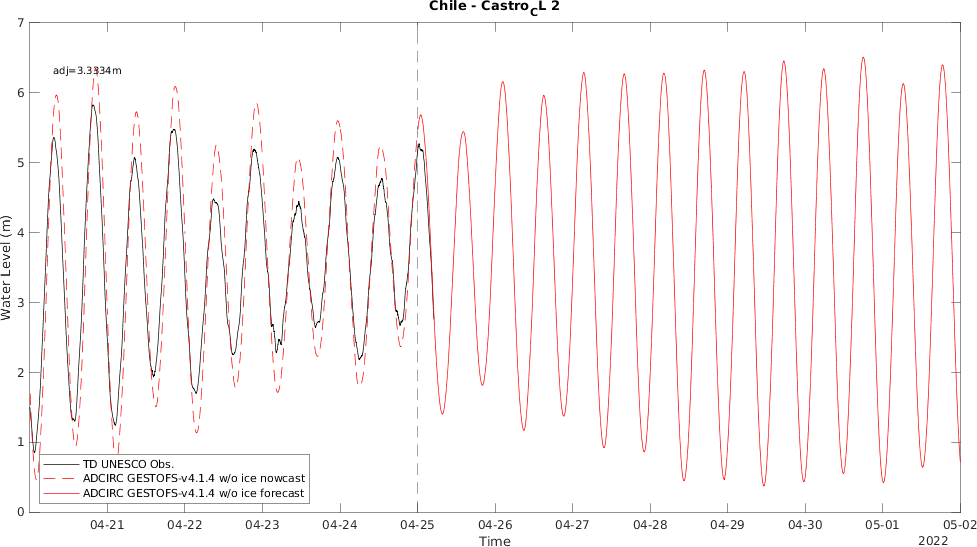 Chile - Castro_CL 2
7
adj=3.3334m
6
5
4
3
2
1
0
Water Level (m)
TD UNESCO Obs.
ADCIRC GESTOFS-v4.1.4 w/o ice nowcast
ADCIRC GESTOFS-v4.1.4 w/o ice forecast
04-21 04-22 04-23 04-24 04-25 04-26 04-27 04-28 04-29 04-30 05-01 05-02
Time
2022